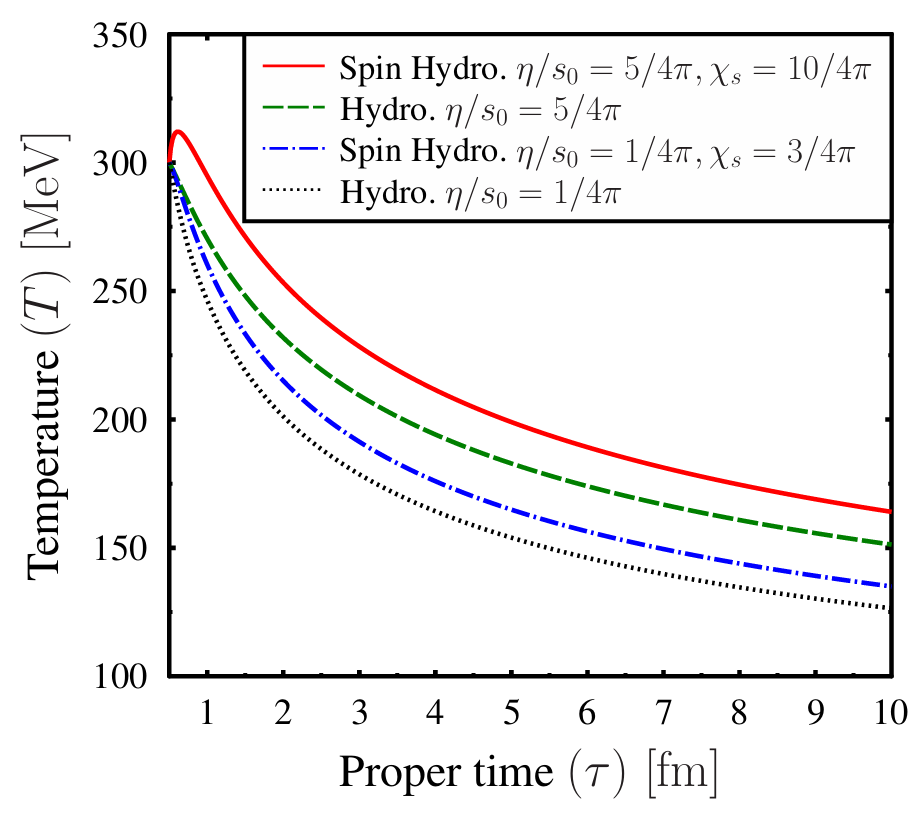 350
300
250
200
150
100
Temperature (T) [MeV]
Spin Hydro. η/s₀ = 5/4π, χₛ = 10/4π
Hydro. η/s₀ = 5/4π
Spin Hydro. η/s₀ = 1/4π, χₛ = 3/4π
Hydro. η/s₀ = 1/4π
1 2 3 4 5 6 7 8 9 10
Proper time (τ) [fm]